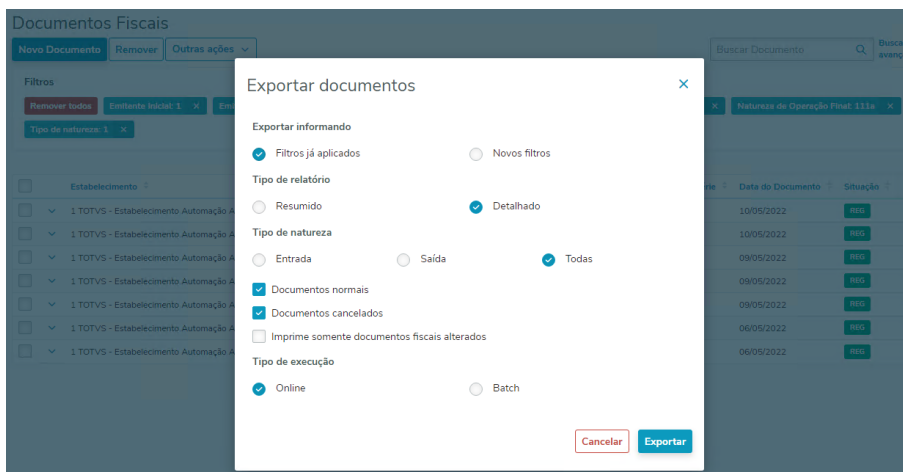 Documentos Fiscais
Novo Documento Remover Outras ações Buscar Documento Busca
Filtros
Exportar documentos
Remover todos Emitente Inicial: 1 Natureza de Operação Final: 111a
Tipo de natureza: 1
Exportar informando
Filtros já aplicados Novos filtros
Tipo de relatório
Estabelecimento Data do Documento Situação
Resumido Detalhado
1 TOTVS - Estabelecimento Automação A 10/05/2022 REG
Tipo de natureza
1 TOTVS - Estabelecimento Automação A 10/05/2022 REG
Entrada Saída Todas
1 TOTVS - Estabelecimento Automação A 09/05/2022 REG
Documentos normais
1 TOTVS - Estabelecimento Automação A 09/05/2022 REG
Documentos cancelados
1 TOTVS - Estabelecimento Automação A 09/05/2022 REG
Imprime somente documentos fiscais alterados
1 TOTVS - Estabelecimento Automação A 06/05/2022 REG
Tipo de execução
1 TOTVS - Estabelecimento Automação A 06/05/2022 REG
Online Batch
Cancelar Exportar